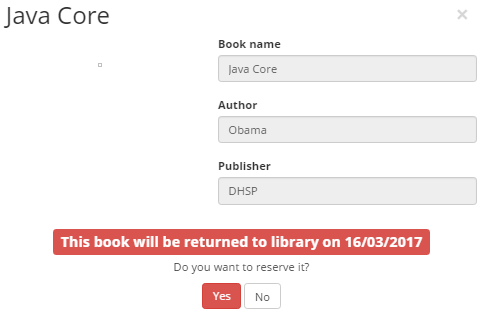 Java Core
×
Book name
Java Core
Author
Obama
Publisher
DHSP
This book will be returned to library on 16/03/2017
Do you want to reserve it?
Yes No